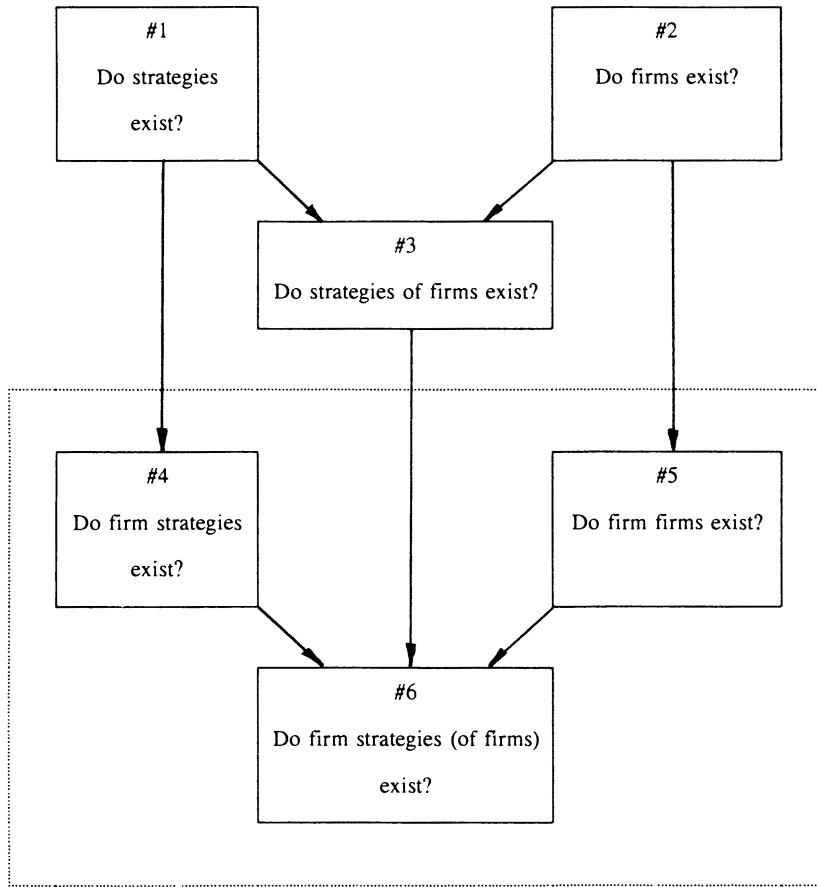 #1
Do strategies
exist?
#2
Do firms exist?
#3
Do strategies of firms exist?
#4
Do firm strategies
exist?
#5
Do firm firms exist?
#6
Do firm strategies (of firms)
exist?